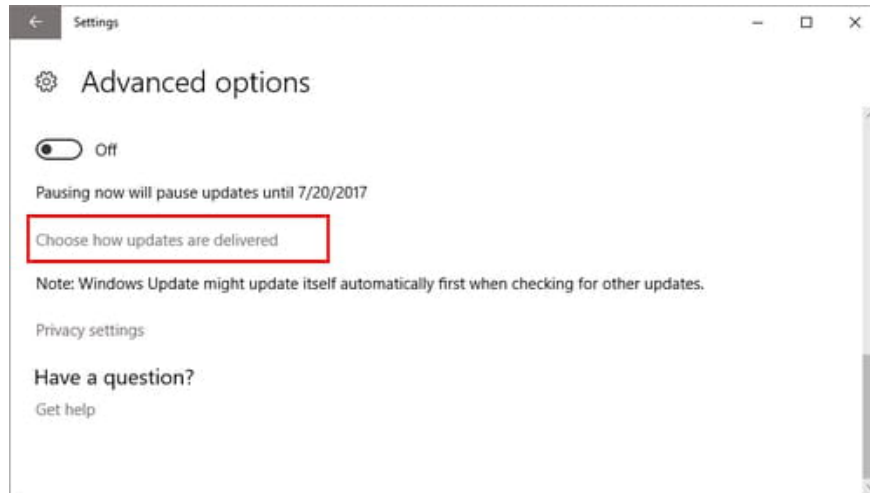 Settings
Advanced options
Off
Pausing now will pause updates until 7/20/2017
Choose how updates are delivered
Note: Windows Update might update itself automatically first when checking for other updates.
Privacy settings
Have a question?
Get help